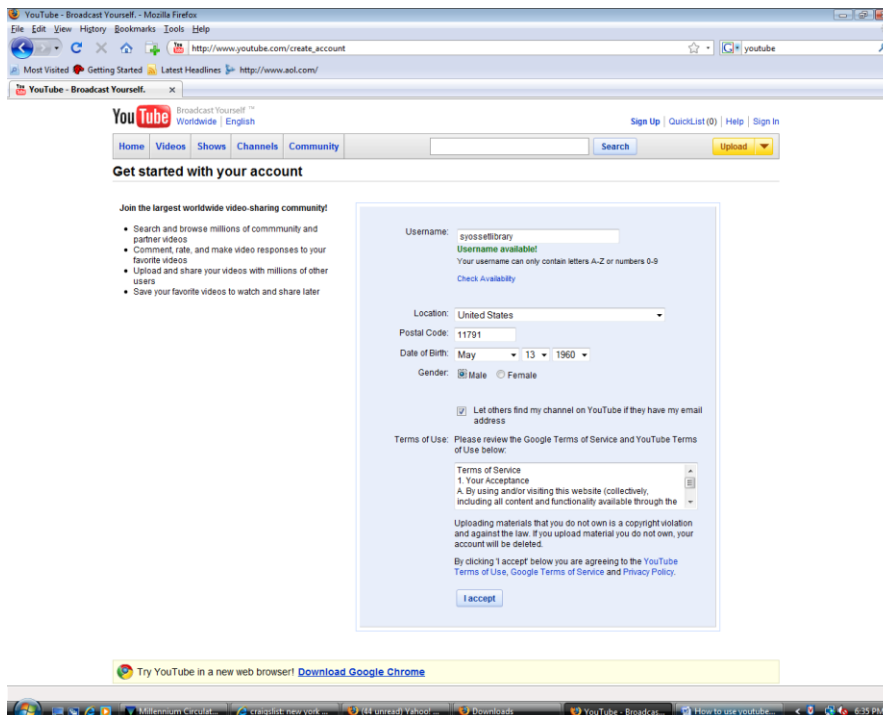 YouTube - Broadcast Yourself. - Mozilla Firefox
File Edit View History Bookmarks Tools Help
http://www.youtube.com/create_account
youtube
Most Visited Getting Started Latest Headlines http://www.aol.com/
YouTube - Broadcast Yourself.
YouTube Broadcast Yourself ™
Worldwide | English
Sign Up | QuickList (0) | Help | Sign In
Home Videos Shows Channels Community Search Upload
Get started with your account
Join the largest worldwide video-sharing community!
Search and browse millions of commmunity and
partner videos
Comment, rate, and make video responses to your
favorite videos
Upload and share your videos with millions of other
users
Save your favorite videos to watch and share later
Username: syossetlibrary
Username available!
Your username can only contain letters A-Z or numbers 0-9
Check Availability
Location: United States
Postal Code: 11791
Date of Birth: May 13 1960
Gender: Male Female
Let others find my channel on YouTube if they have my email
address
Terms of Use: Please review the Google Terms of Service and YouTube Terms
of Use below:
Terms of Service
1. Your Acceptance
A. By using and/or visiting this website (collectively,
including all content and functionality available through the
Uploading materials that you do not own is a copyright violation
and against the law. If you upload material you do not own, your
account will be deleted.
By clicking 'I accept' below you are agreeing to the YouTube
Terms of Use, Google Terms of Service and Privacy Policy.
I accept
Try YouTube in a new web browser! Download Google Chrome
Millennium Circulat... craigslist: new york ... (44 unread) Yahoo! ... Downloads YouTube - Broadcas... How to use youtube... 6:35 PM